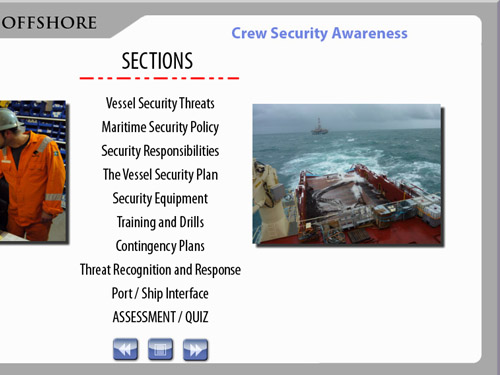 OFFSHORE
Crew Security Awareness
SECTIONS
Vessel Security Threats
Maritime Security Policy
Security Responsibilities
The Vessel Security Plan
Security Equipment
Training and Drills
Contingency Plans
Threat Recognition and Response
Port / Ship Interface
ASSESSMENT / QUIZ